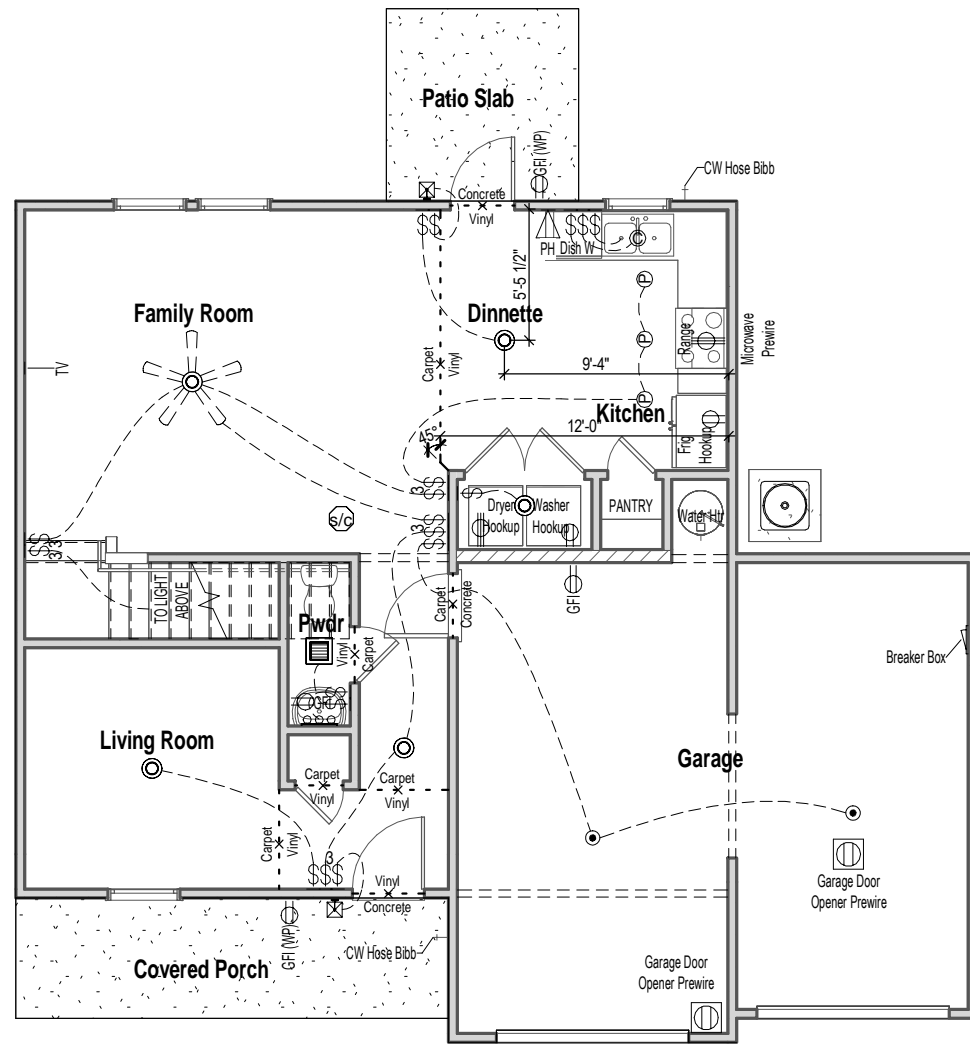 Patio Slab
GFI (WP)
CW Hose Bibb
Concrete
Vinyl
$$
$$$
PH
Dish W
5'-5 1/2"
Family Room
Dinnette
P
P
P
Range
Microwave
Prewire
TV
Carpet
Vinyl
9'-4"
Kitchen
12'-0"
45°
Frig
Hookup
3
$$
$
Dryer
Hookup
Washer
Hookup
PANTRY
Water Htr
S/C
3
$$$
$$
3 3
TO LIGHT
ABOVE
GFI
Carpet
Concrete
Pwdr
Vinyl
Carpet
GFI
$$
Breaker Box
Living Room
Garage
Carpet
Vinyl
Carpet
Vinyl
Carpet
Vinyl
3
$$$
Vinyl
Concrete
Garage Door
Opener Prewire
GFI (WP)
CW Hose Bibb
Covered Porch
Garage Door
Opener Prewire